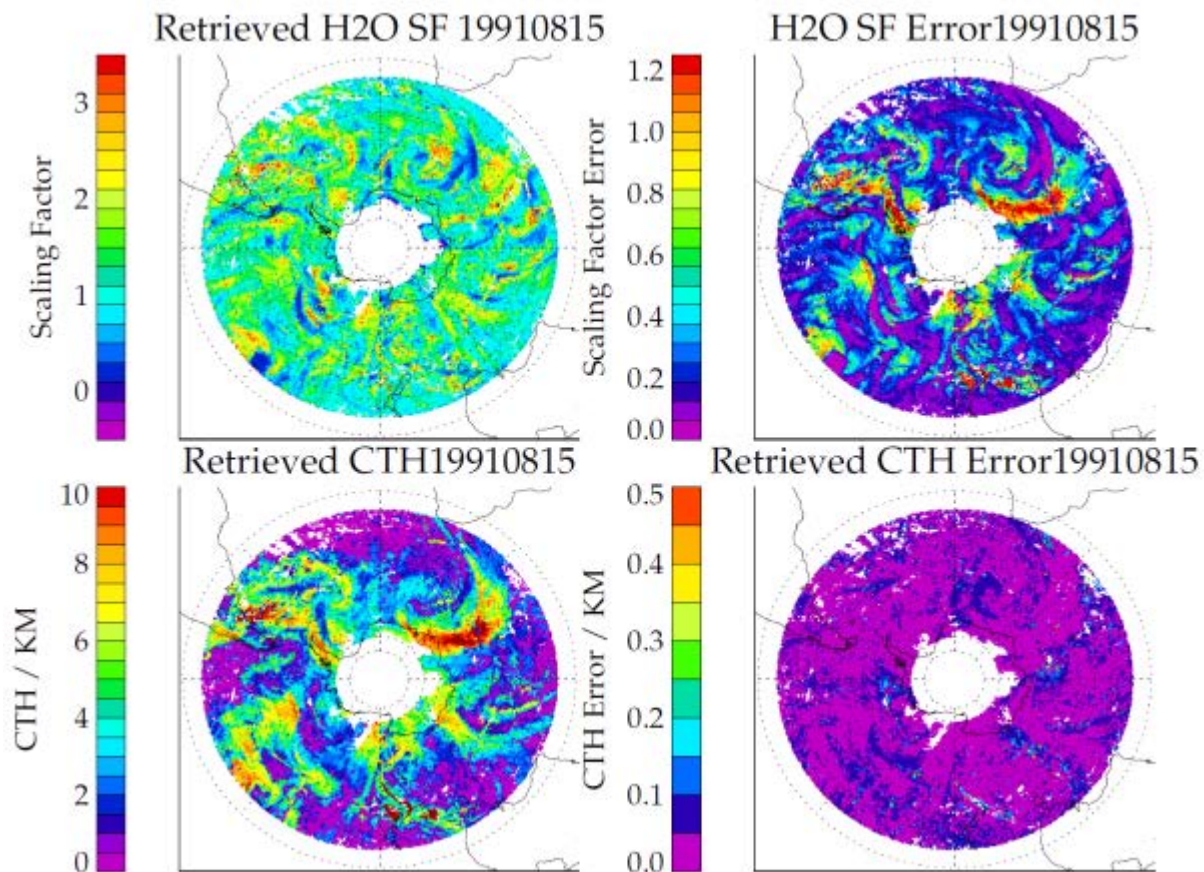 Retrieved H2O SF 19910815
Scaling Factor
3
2
1
0
H2O SF Error19910815
Scaling Factor Error
1.2
1.0
0.8
0.6
0.4
0.2
0.0
Retrieved CTH19910815
CTH / KM
10
8
6
4
2
0
Retrieved CTH Error19910815
CTH Error / KM
0.5
0.4
0.3
0.2
0.1
0.0